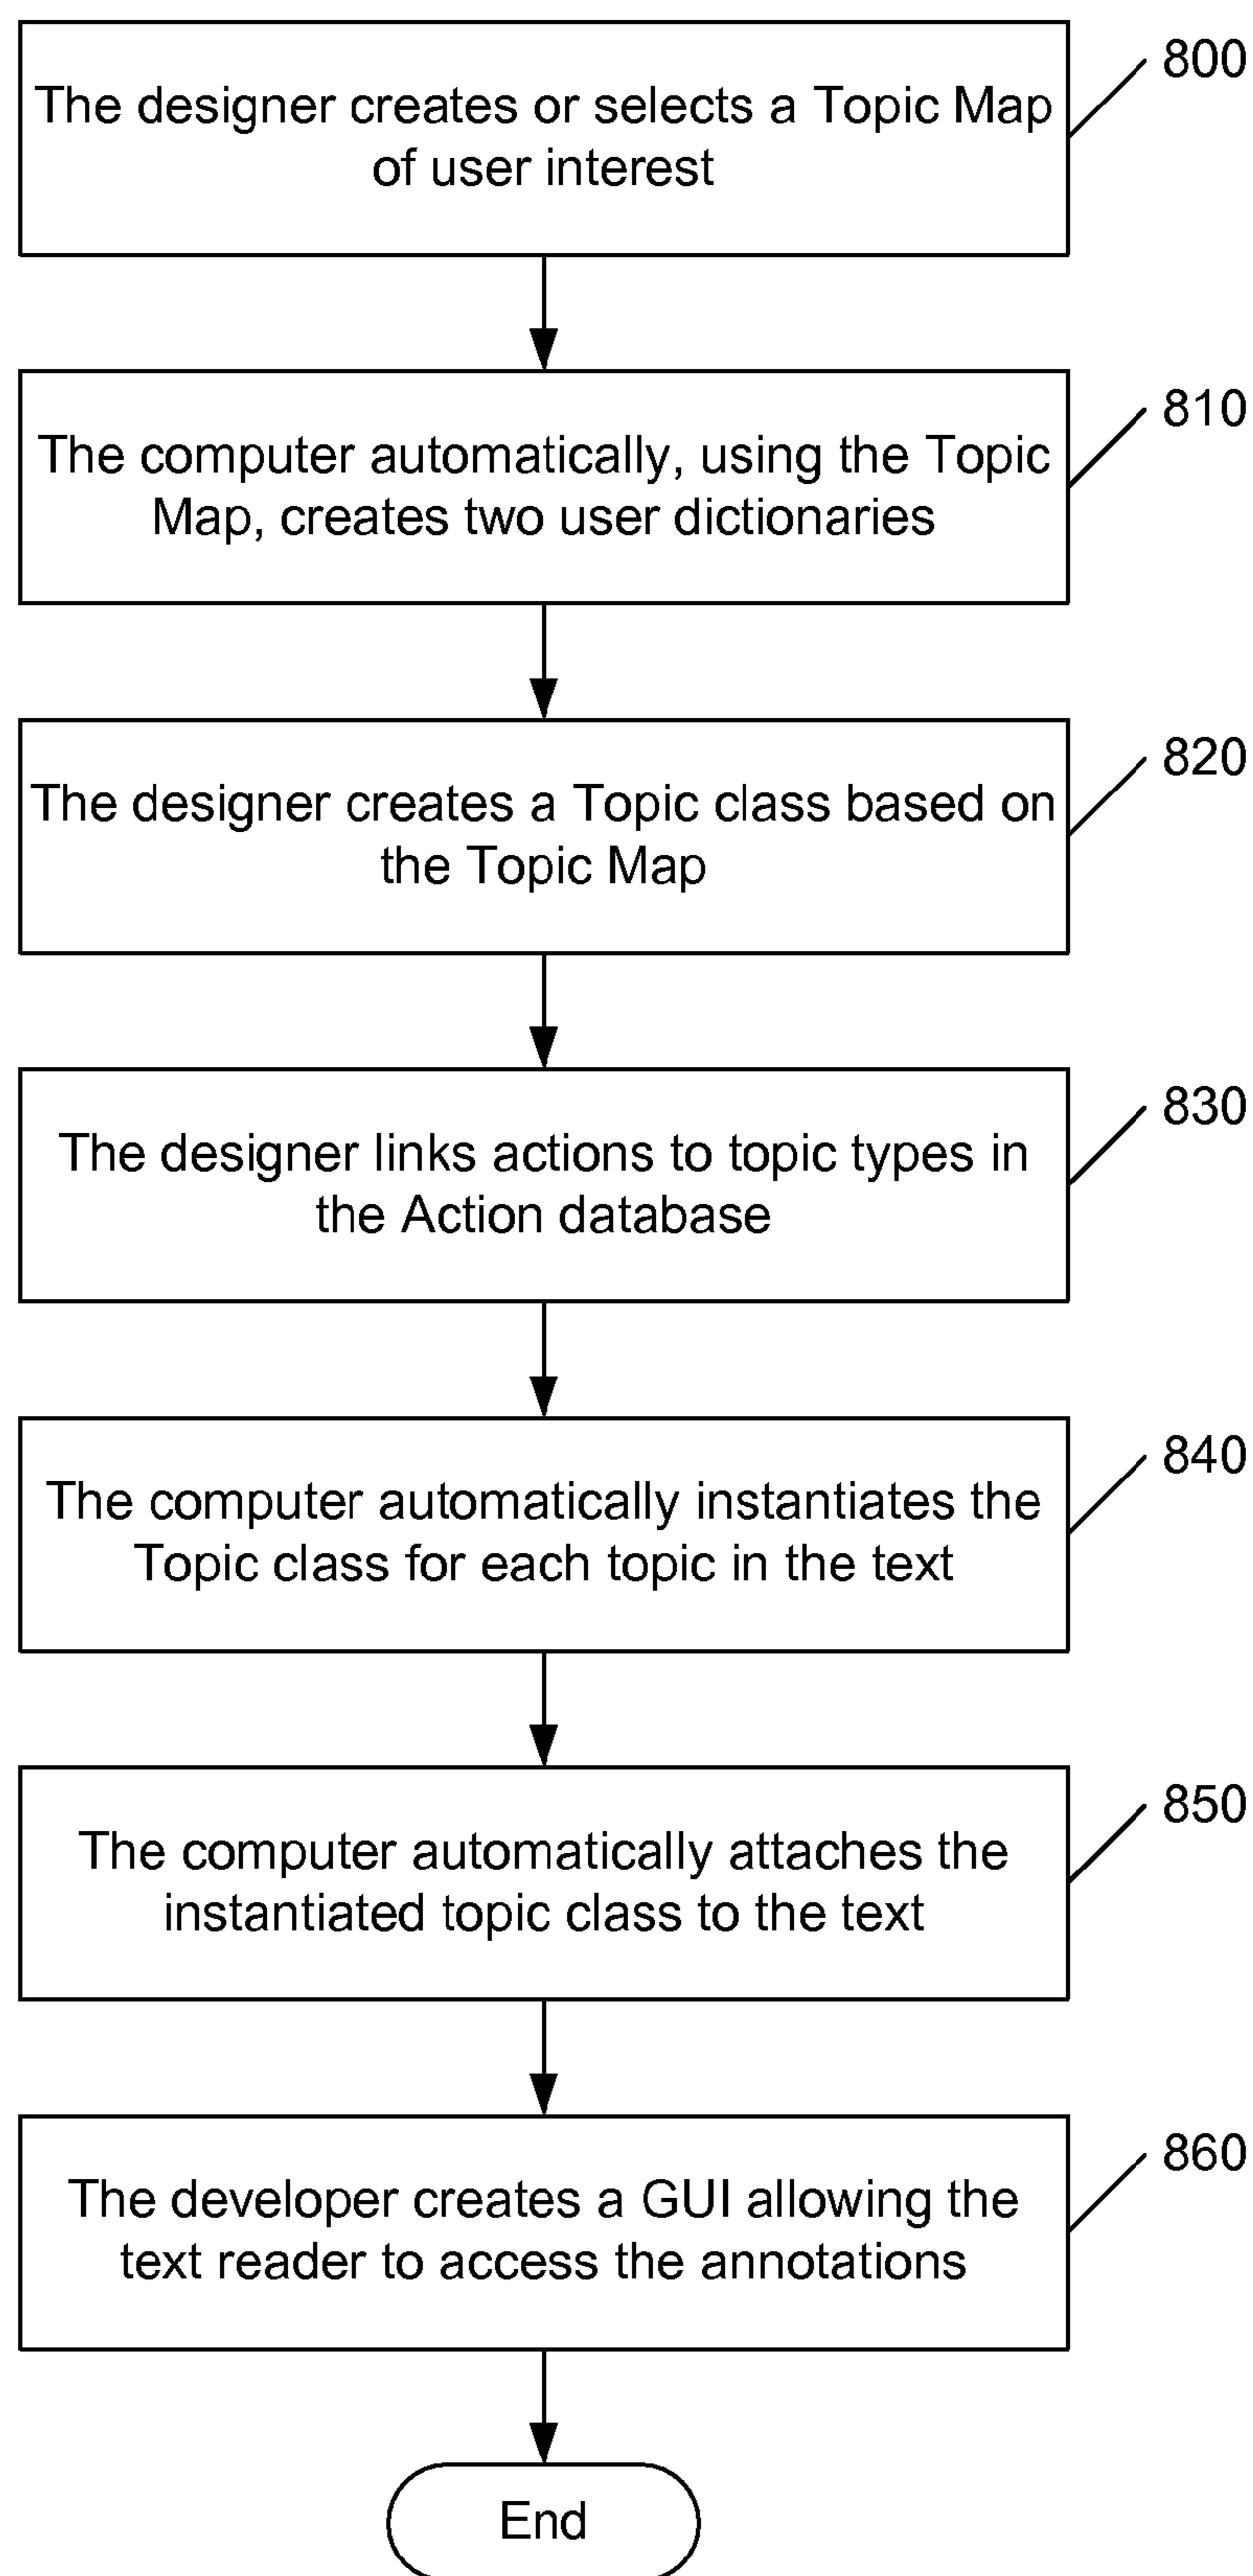 The designer creates or selects a Topic Map
of user interest
800
The computer automatically, using the Topic
Map, creates two user dictionaries
810
The designer creates a Topic class based on
the Topic Map
820
The designer links actions to topic types in
the Action database
830
The computer automatically instantiates the
Topic class for each topic in the text
840
The computer automatically attaches the
instantiated topic class to the text
850
The developer creates a GUI allowing the
text reader to access the annotations
860
End